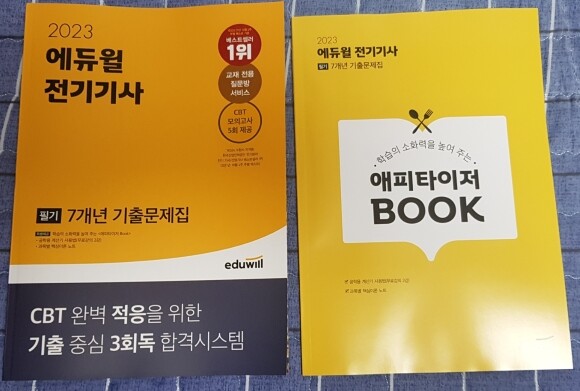 2023
에듀윌
전기기사
베스트셀러
1위
교재 전용
질문방
서비스
CBT
모의고사
5회 제공
필기 7개년 기출문제집
eduwill
CBT 완벽 적응을 위한
기출 중심 3회독 합격시스템
2023
에듀윌 전기기사
필기 7개년 기출문제집
학습의 소화력을 높여 주는
애피타이저
BOOK